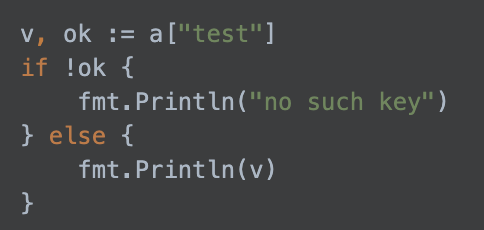 v, ok := a["test"]
if !ok {
    fmt.Println("no such key")
} else {
    fmt.Println(v)
}